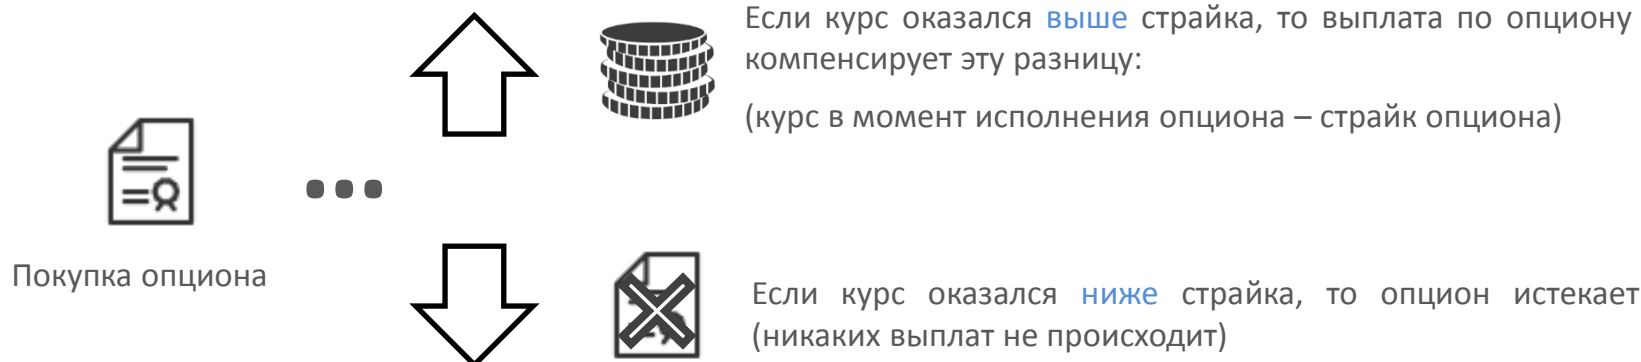 Если курс оказался выше страйка, то выплата по опциону
компенсирует эту разницу:
(курс в момент исполнения опциона – страйк опциона)
Покупка опциона
Если курс оказался ниже страйка, то опцион истекает
(никаких выплат не происходит)